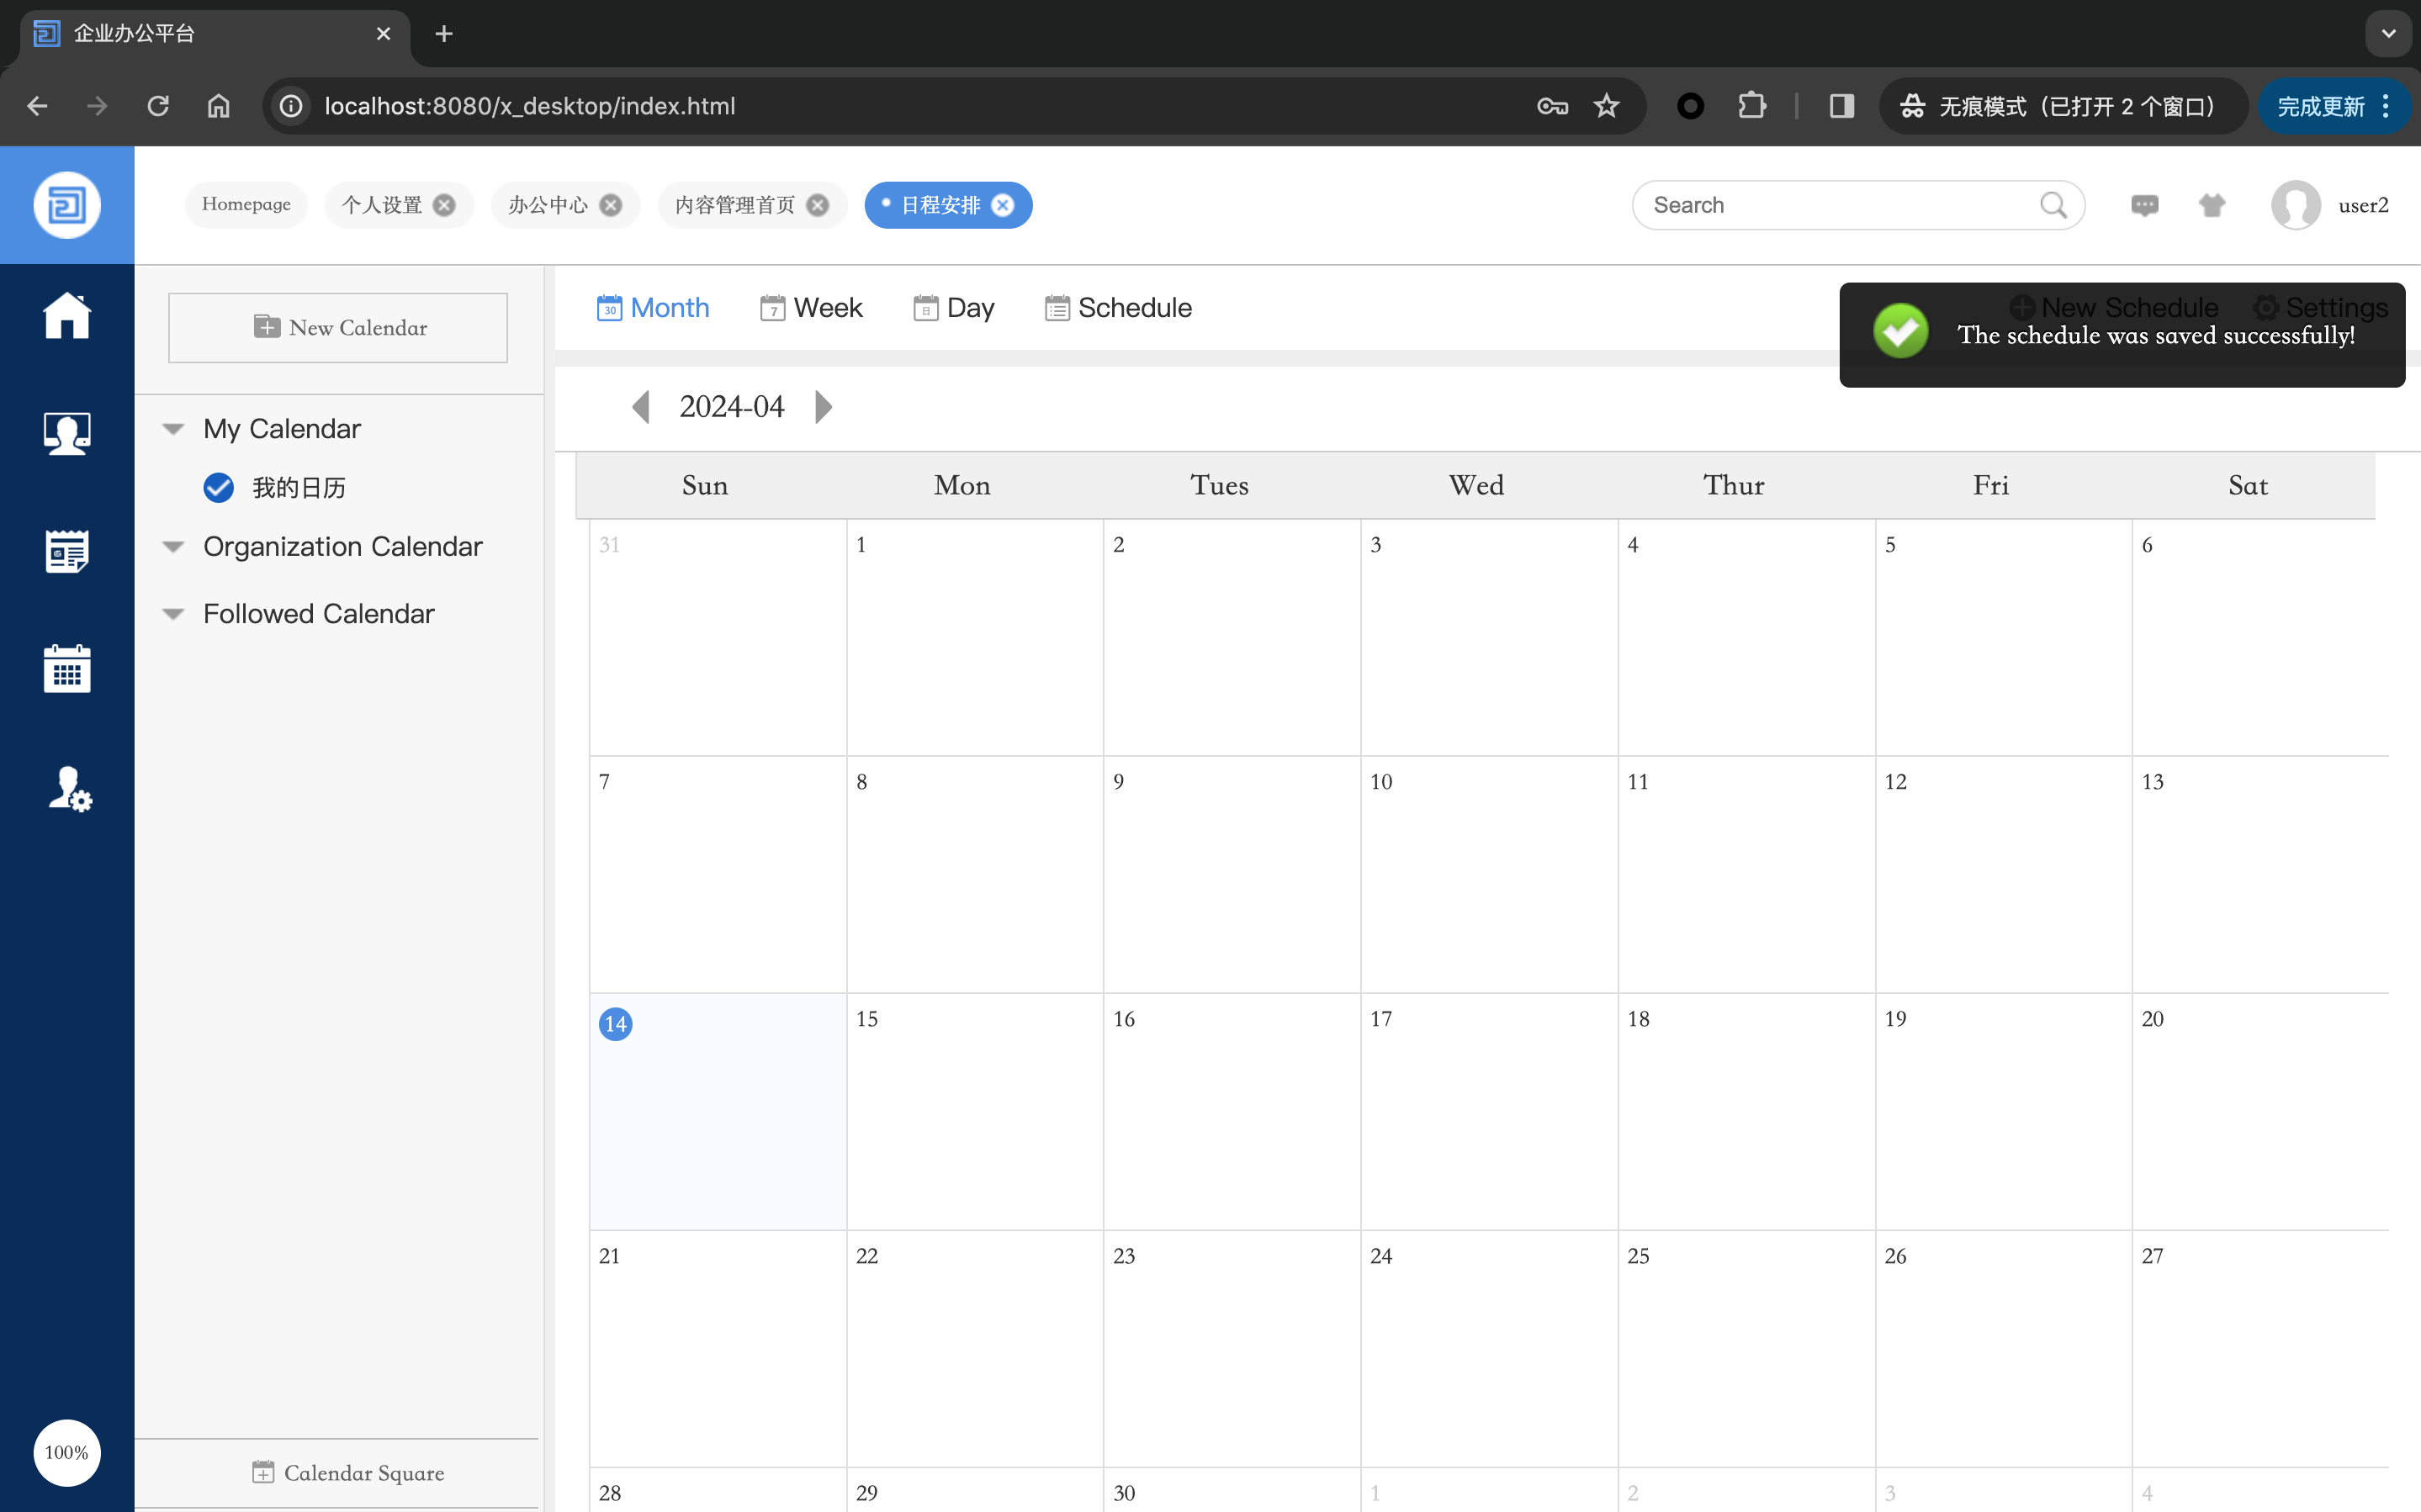 企业办公平台
localhost:8080/x_desktop/index.html
无痕模式（已打开 2 个窗口）
完成更新
Homepage
个人设置
办公中心
内容管理首页
日程安排
Search
user2
New Calendar
My Calendar
我的日历
Organization Calendar
Followed Calendar
Calendar Square
100%
30 Month
7 Week
日 Day
Schedule
New Schedule
Settings
The schedule was saved successfully!
2024-04
Sun Mon Tues Wed Thur Fri Sat
31 1 2 3 4 5 6
7 8 9 10 11 12 13
14 15 16 17 18 19 20
21 22 23 24 25 26 27
28 29 30 1 2 3 4